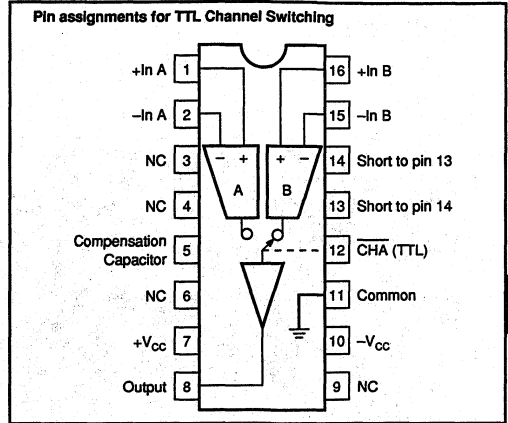 Pin assignments for TTL Channel Switching
+In A 1
16 +In B
–In A 2
15 –In B
NC 3
– +
+ –
14 Short to pin 13
A
B
NC 4
13 Short to pin 14
Compensation
Capacitor 5
12 CHA (TTL)
NC 6
11 Common
+VCC 7
10 –VCC
Output 8
9 NC